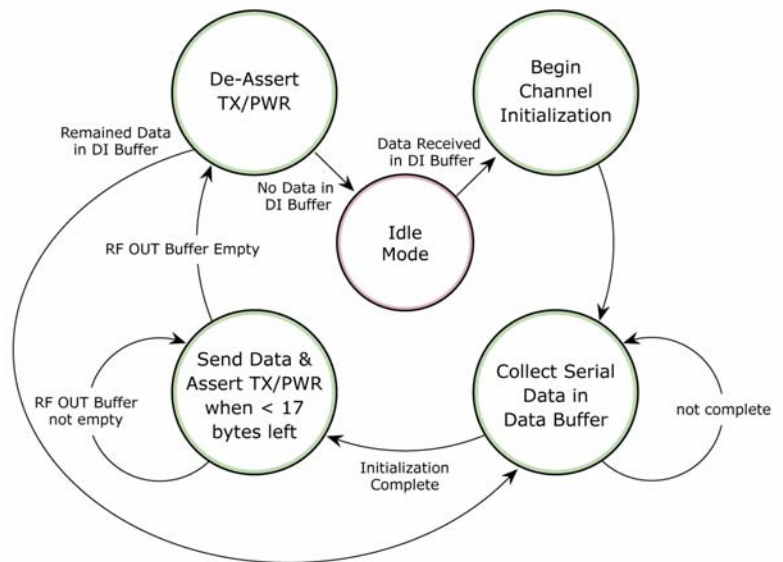 De-Assert
TX/PWR
Begin
Channel
Initialization
Remained Data
in DI Buffer
Data Received
in DI Buffer
No Data in
DI Buffer
Idle
Mode
RF OUT Buffer Empty
Send Data &
Assert TX/PWR
when < 17
bytes left
Collect Serial
Data in
Data Buffer
RF OUT Buffer
not empty
not complete
Initialization
Complete